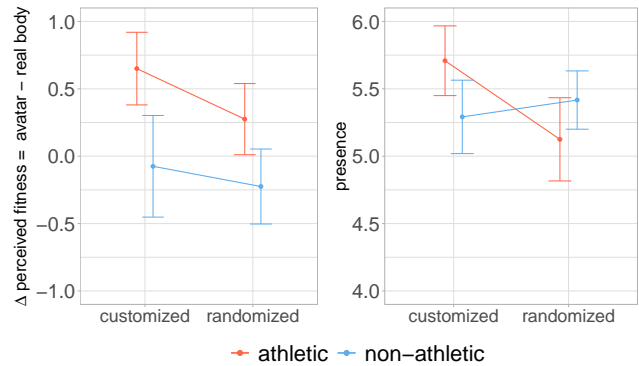 Δ perceived fitness = avatar − real body
1.0
0.5
0.0
−0.5
−1.0
customized randomized
presence
6.0
5.5
5.0
4.5
4.0
customized randomized
athletic non−athletic